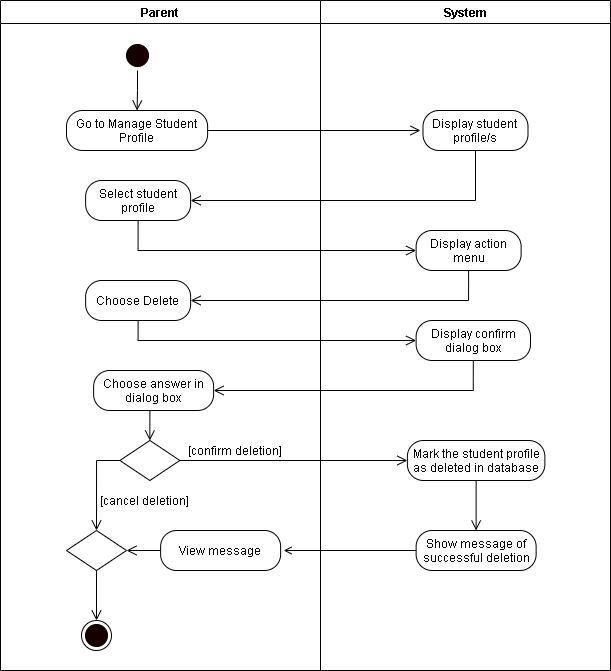 Parent
System
Go to Manage Student
Profile
Display student
profile/s
Select student
profile
Display action
menu
Choose Delete
Display confirm
dialog box
Choose answer in
dialog box
[confirm deletion]
Mark the student profile
as deleted in database
[cancel deletion]
View message
Show message of
successful deletion